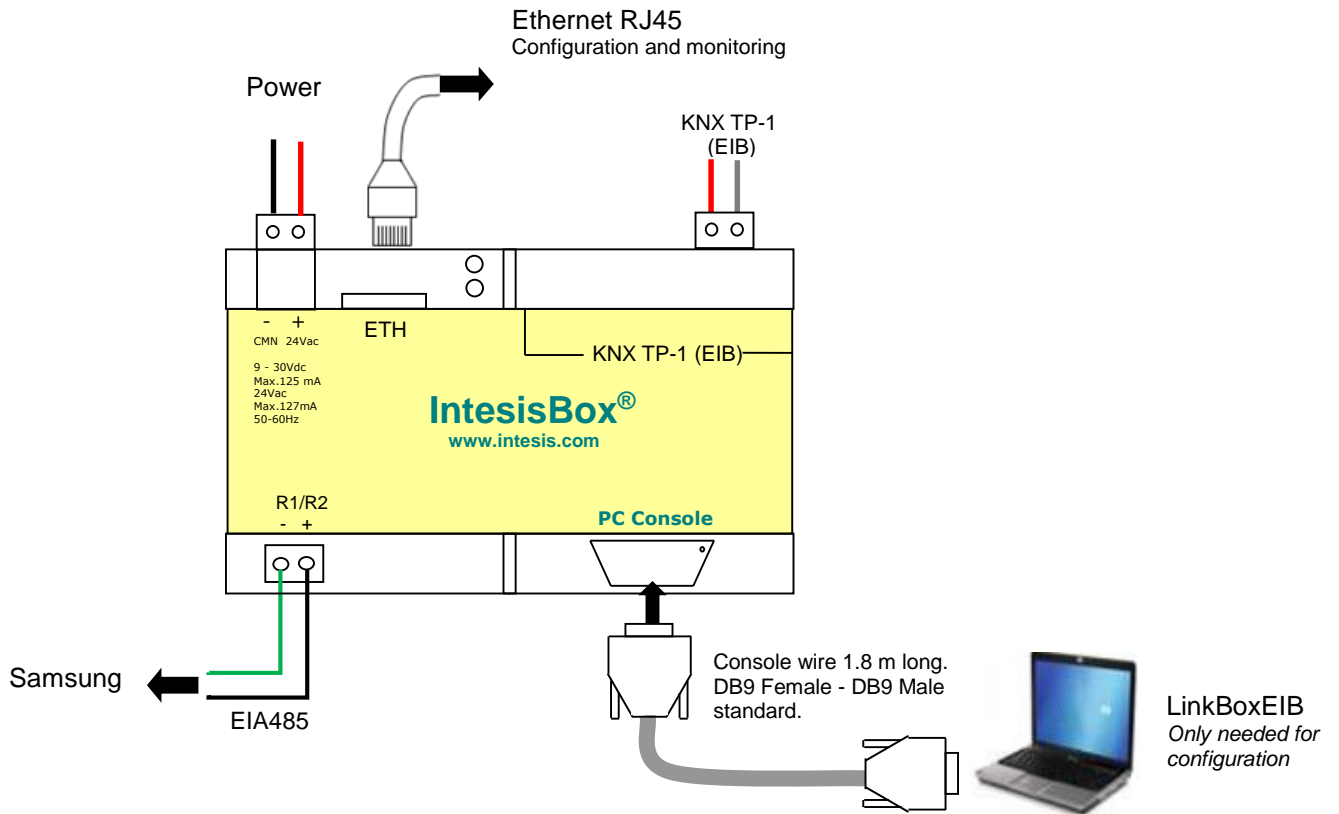 Ethernet RJ45
Configuration and monitoring
Power
KNX TP-1
(EIB)
- +
CMN 24Vac
ETH
KNX TP-1 (EIB)
9 - 30Vdc
Max.125 mA
24Vac
Max.127mA
50-60Hz
IntesisBox®
www.intesis.com
R1/R2
- +
PC Console
Samsung
EIA485
Console wire 1.8 m long.
DB9 Female - DB9 Male
standard.
LinkBoxEIB
Only needed for
configuration